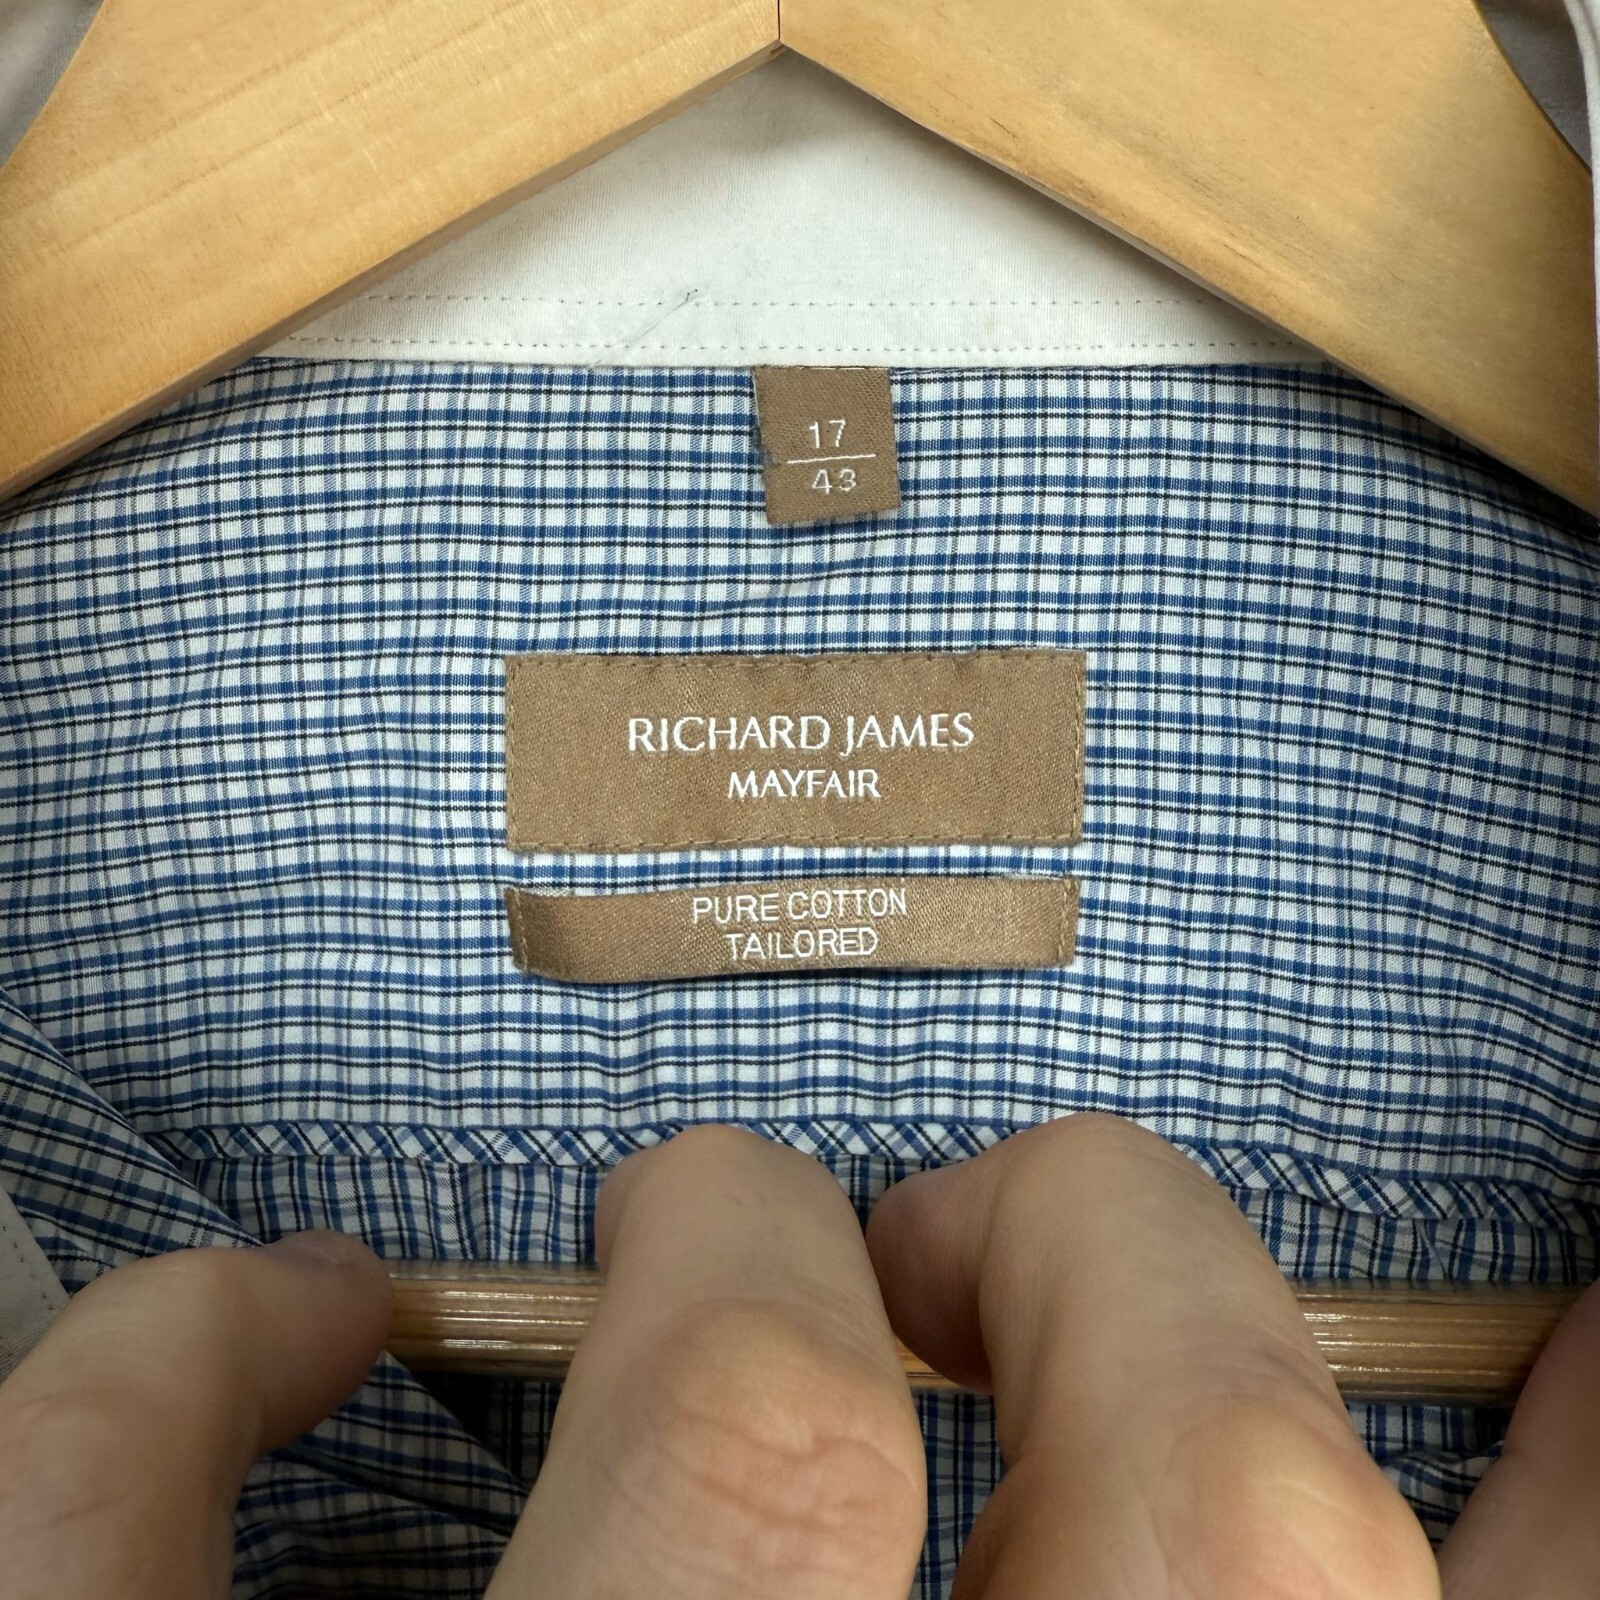 17
43
RICHARD JAMES
MAYFAIR
PURE COTTON
TAILORED